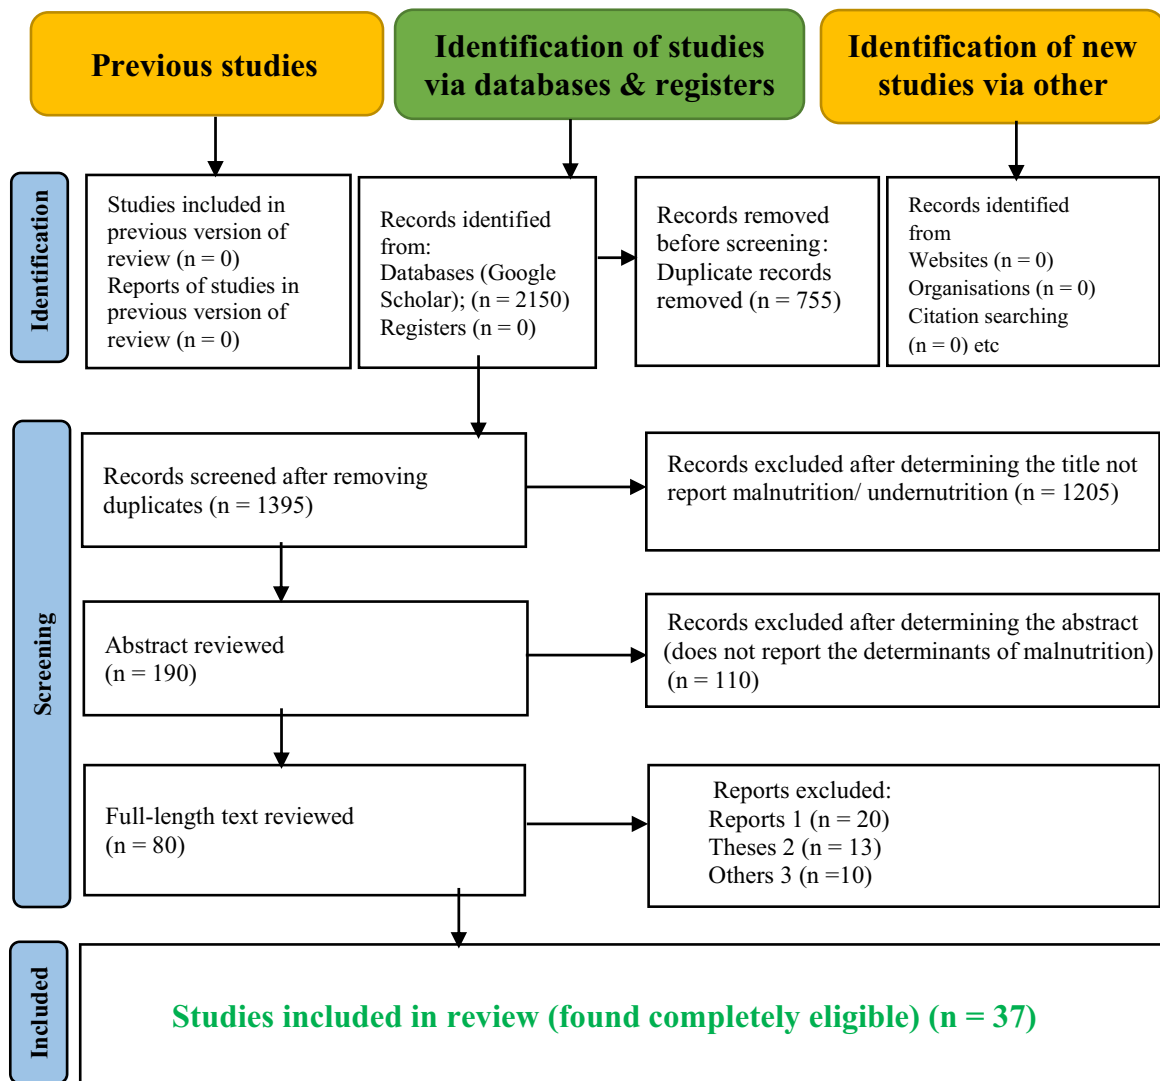 Previous studies
Identification of studies
via databases & registers
Identification of new
studies via other
Identification
Studies included in
previous version of
review (n = 0)
Reports of studies in
previous version of
review (n = 0)
Records identified
from:
Databases (Google
Scholar); (n = 2150)
Registers (n = 0)
Records removed
before screening:
Duplicate records
removed (n = 755)
Records identified
from
Websites (n = 0)
Organisations (n = 0)
Citation searching
(n = 0) etc
Screening
Records screened after removing
duplicates (n = 1395)
Records excluded after determining the title not
report malnutrition/ undernutrition (n = 1205)
Abstract reviewed
(n = 190)
Records excluded after determining the abstract
(does not report the determinants of malnutrition)
(n = 110)
Full-length text reviewed
(n = 80)
Reports excluded:
Reports 1 (n = 20)
Theses 2 (n = 13)
Others 3 (n =10)
Included
Studies included in review (found completely eligible) (n = 37)